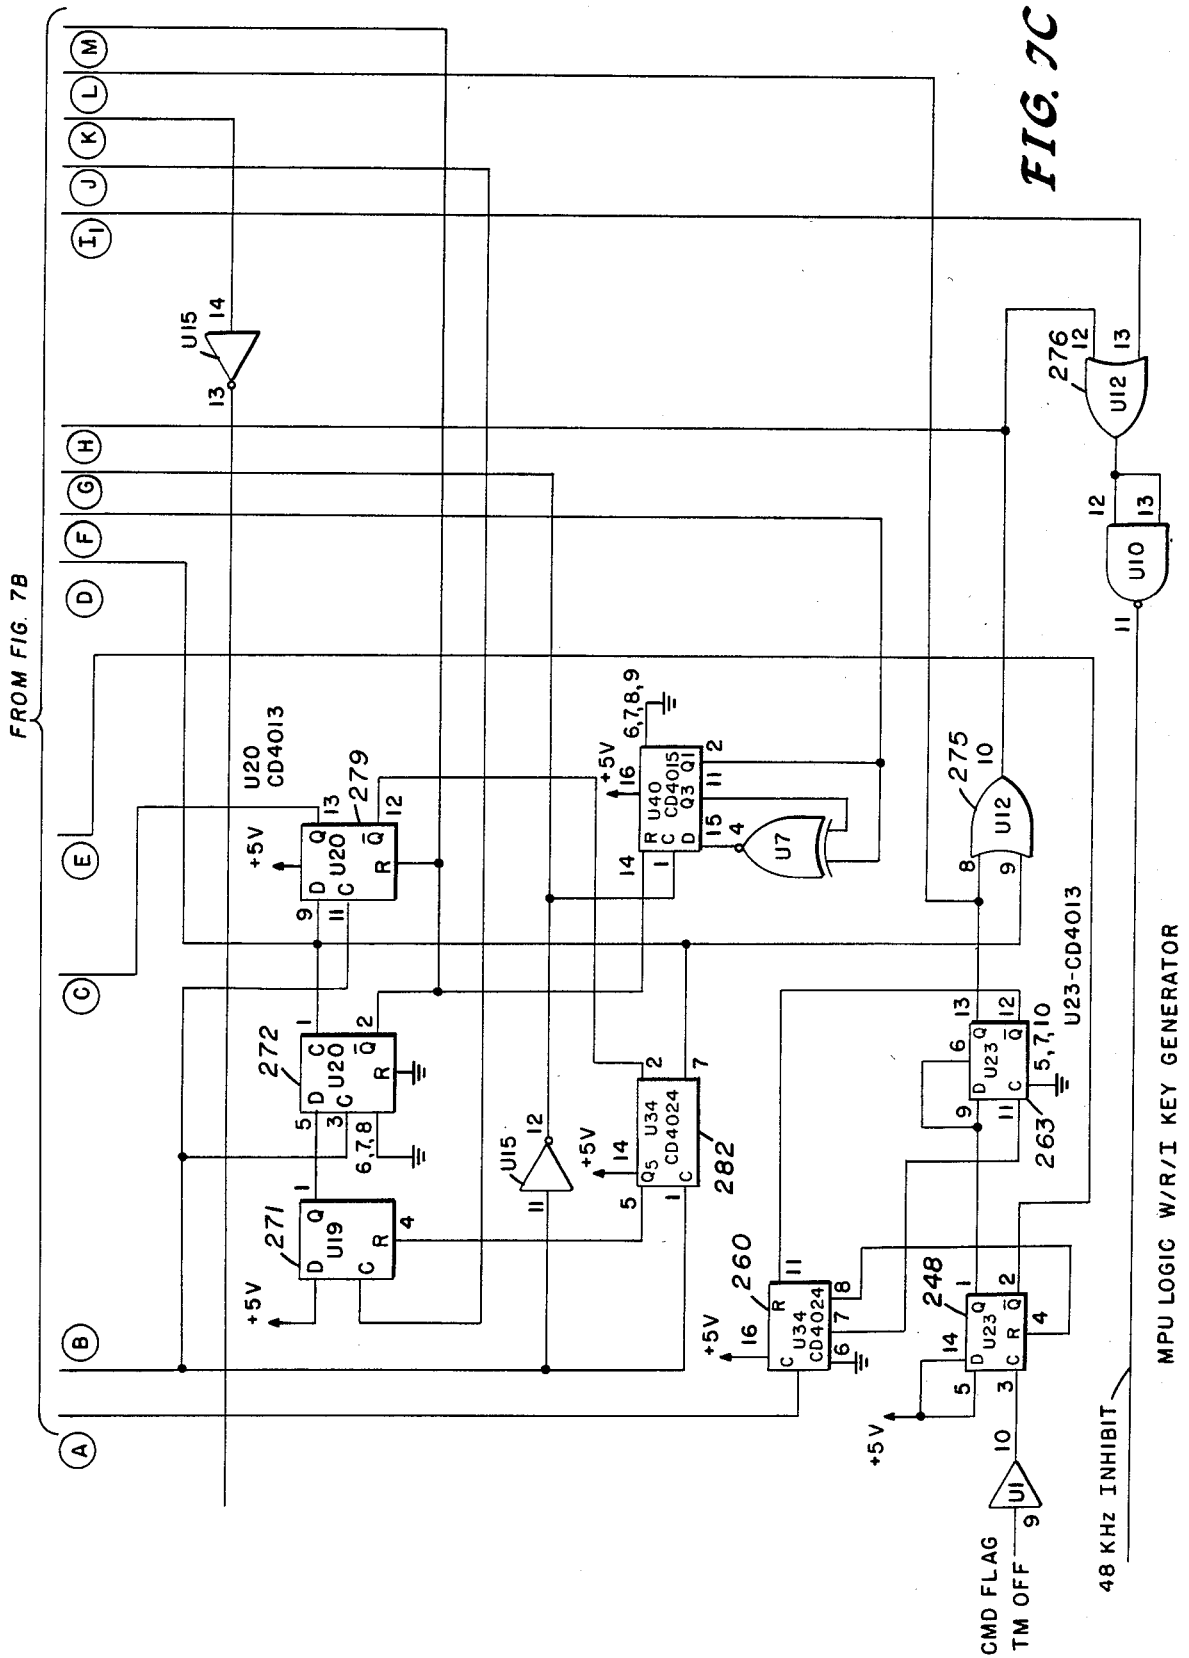 FROM FIG. 7B
A
B
C
E
D
F
G
H
I1
J
K
L
M
U15
13
14
+5V
271
D
Q
U19
C
R
1
4
272
5
D
C
1
U20
3
C
Q̅
2
R
6,7,8
U20
CD4013
+5V
9
D
Q
13
279
U20
11
C
Q̅
12
R
U15
11
12
+5V
14
5
Q5
U34
2
CD4024
1
C
7
282
+5V
16
6,7,8,9
14
R
U40
1
C
CD4015
D
Q3
Q1
15
11
2
4
U7
+5V
16
260
R
11
C
U34
CD4024
6
7
8
+5V
14
248
5
D
Q
1
U23
3
C
R
Q̅
2
4
10
U1
9
CMD FLAG
TM OFF
6
9
D
Q
13
U23
11
C
Q̅
12
5,7,10
263
U23-CD4013
8
9
275
10
U12
276
12
13
U12
12
13
U10
11
48 KHz INHIBIT
MPU LOGIC W/R/I KEY GENERATOR
FIG. 7C